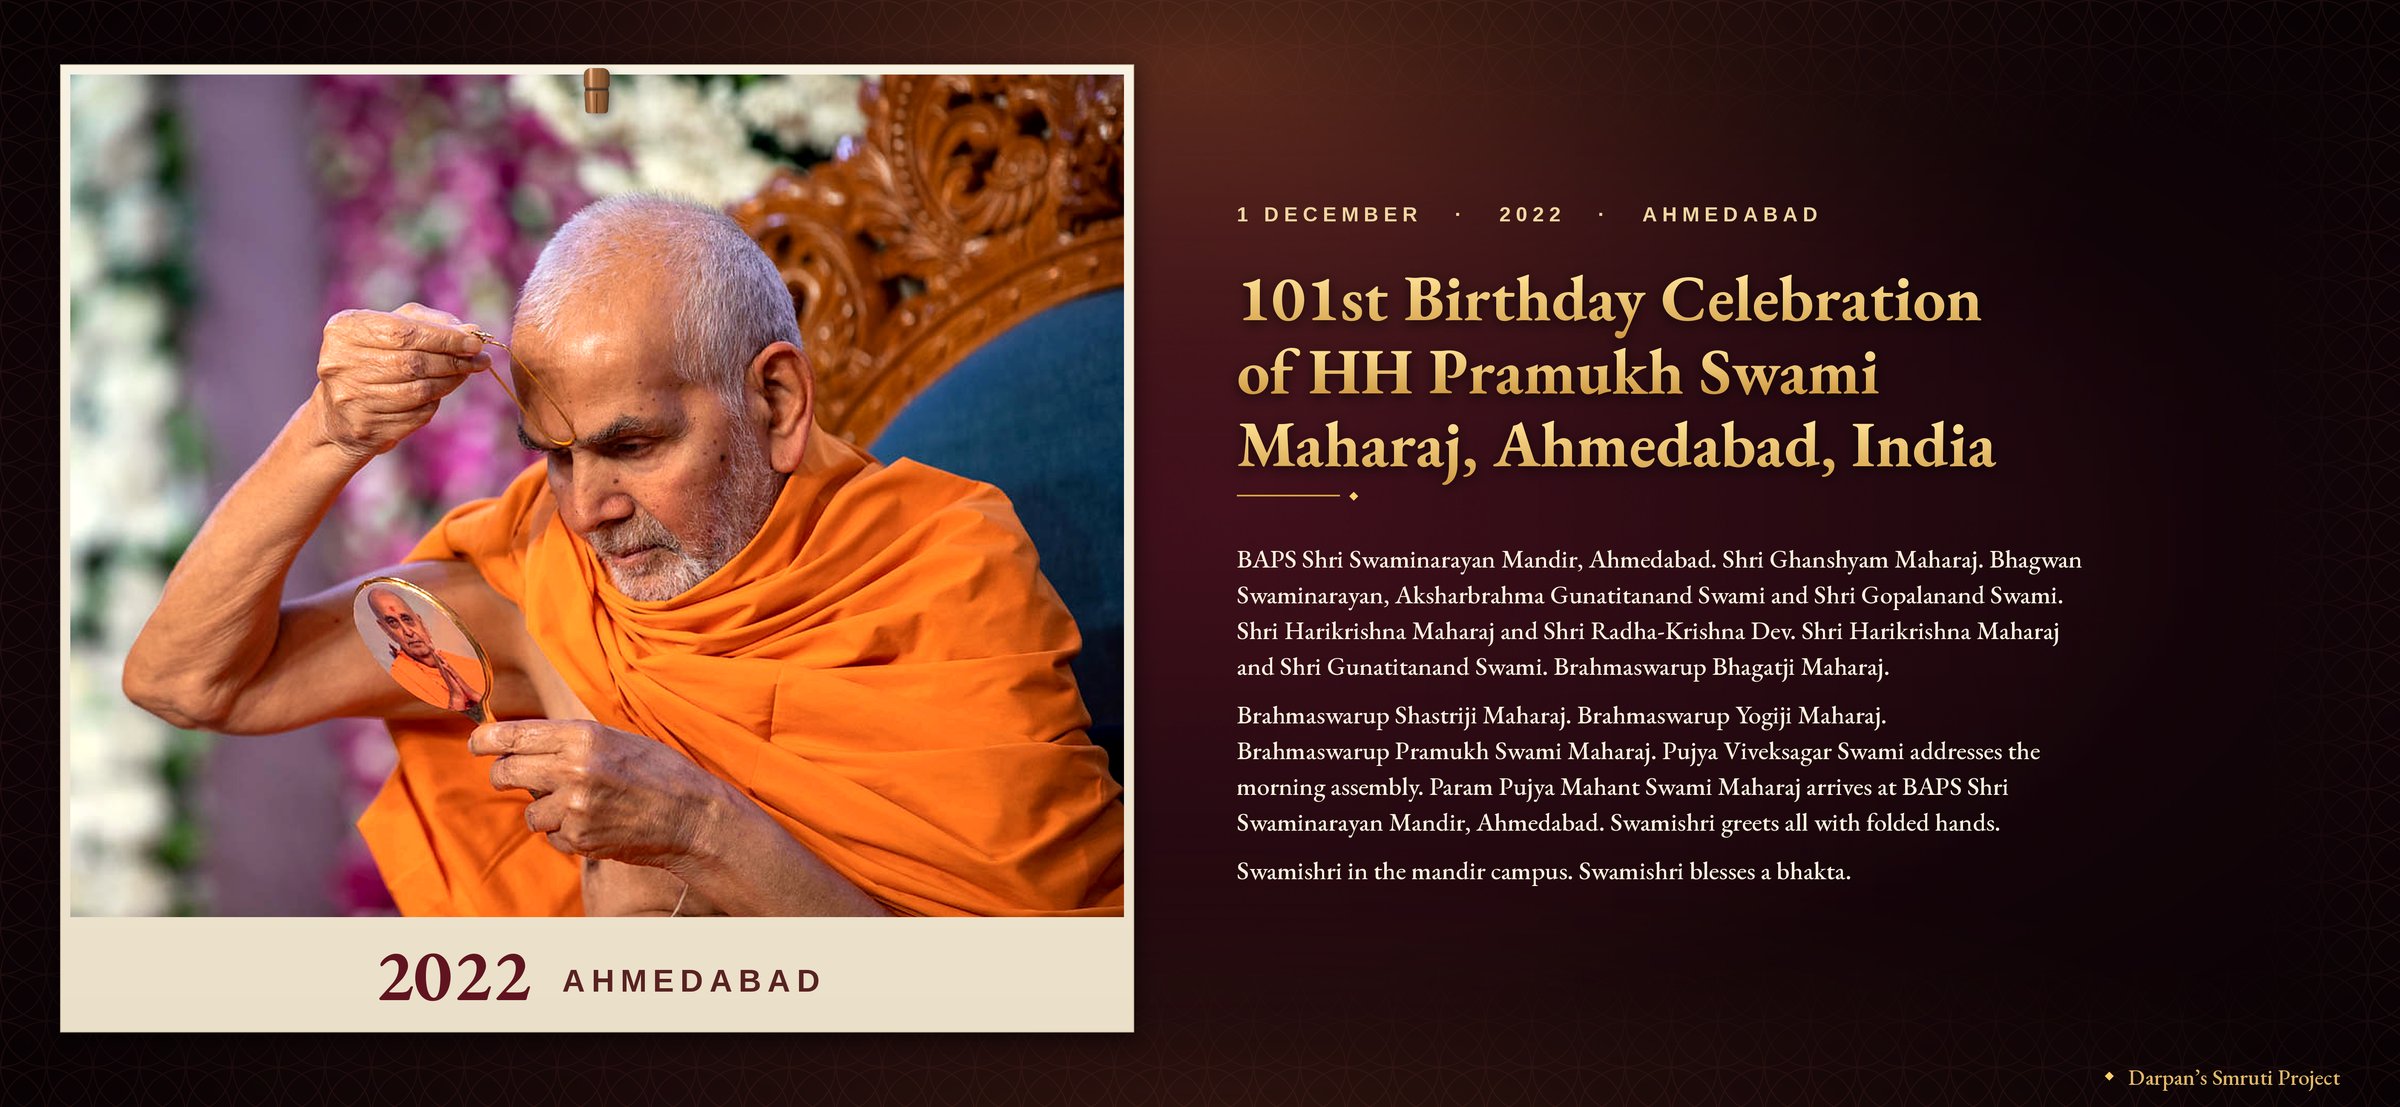 2022 AHMEDABAD
1 DECEMBER · 2022 · AHMEDABAD
101st Birthday Celebration
of HH Pramukh Swami
Maharaj, Ahmedabad, India
BAPS Shri Swaminarayan Mandir, Ahmedabad. Shri Ghanshyam Maharaj. Bhagwan
Swaminarayan, Aksharbrahma Gunatitanand Swami and Shri Gopalanand Swami.
Shri Harikrishna Maharaj and Shri Radha-Krishna Dev. Shri Harikrishna Maharaj
and Shri Gunatitanand Swami. Brahmaswarup Bhagatji Maharaj.
Brahmaswarup Shastriji Maharaj. Brahmaswarup Yogiji Maharaj.
Brahmaswarup Pramukh Swami Maharaj. Pujya Viveksagar Swami addresses the
morning assembly. Param Pujya Mahant Swami Maharaj arrives at BAPS Shri
Swaminarayan Mandir, Ahmedabad. Swamishri greets all with folded hands.
Swamishri in the mandir campus. Swamishri blesses a bhakta.
Darpan’s Smruti Project